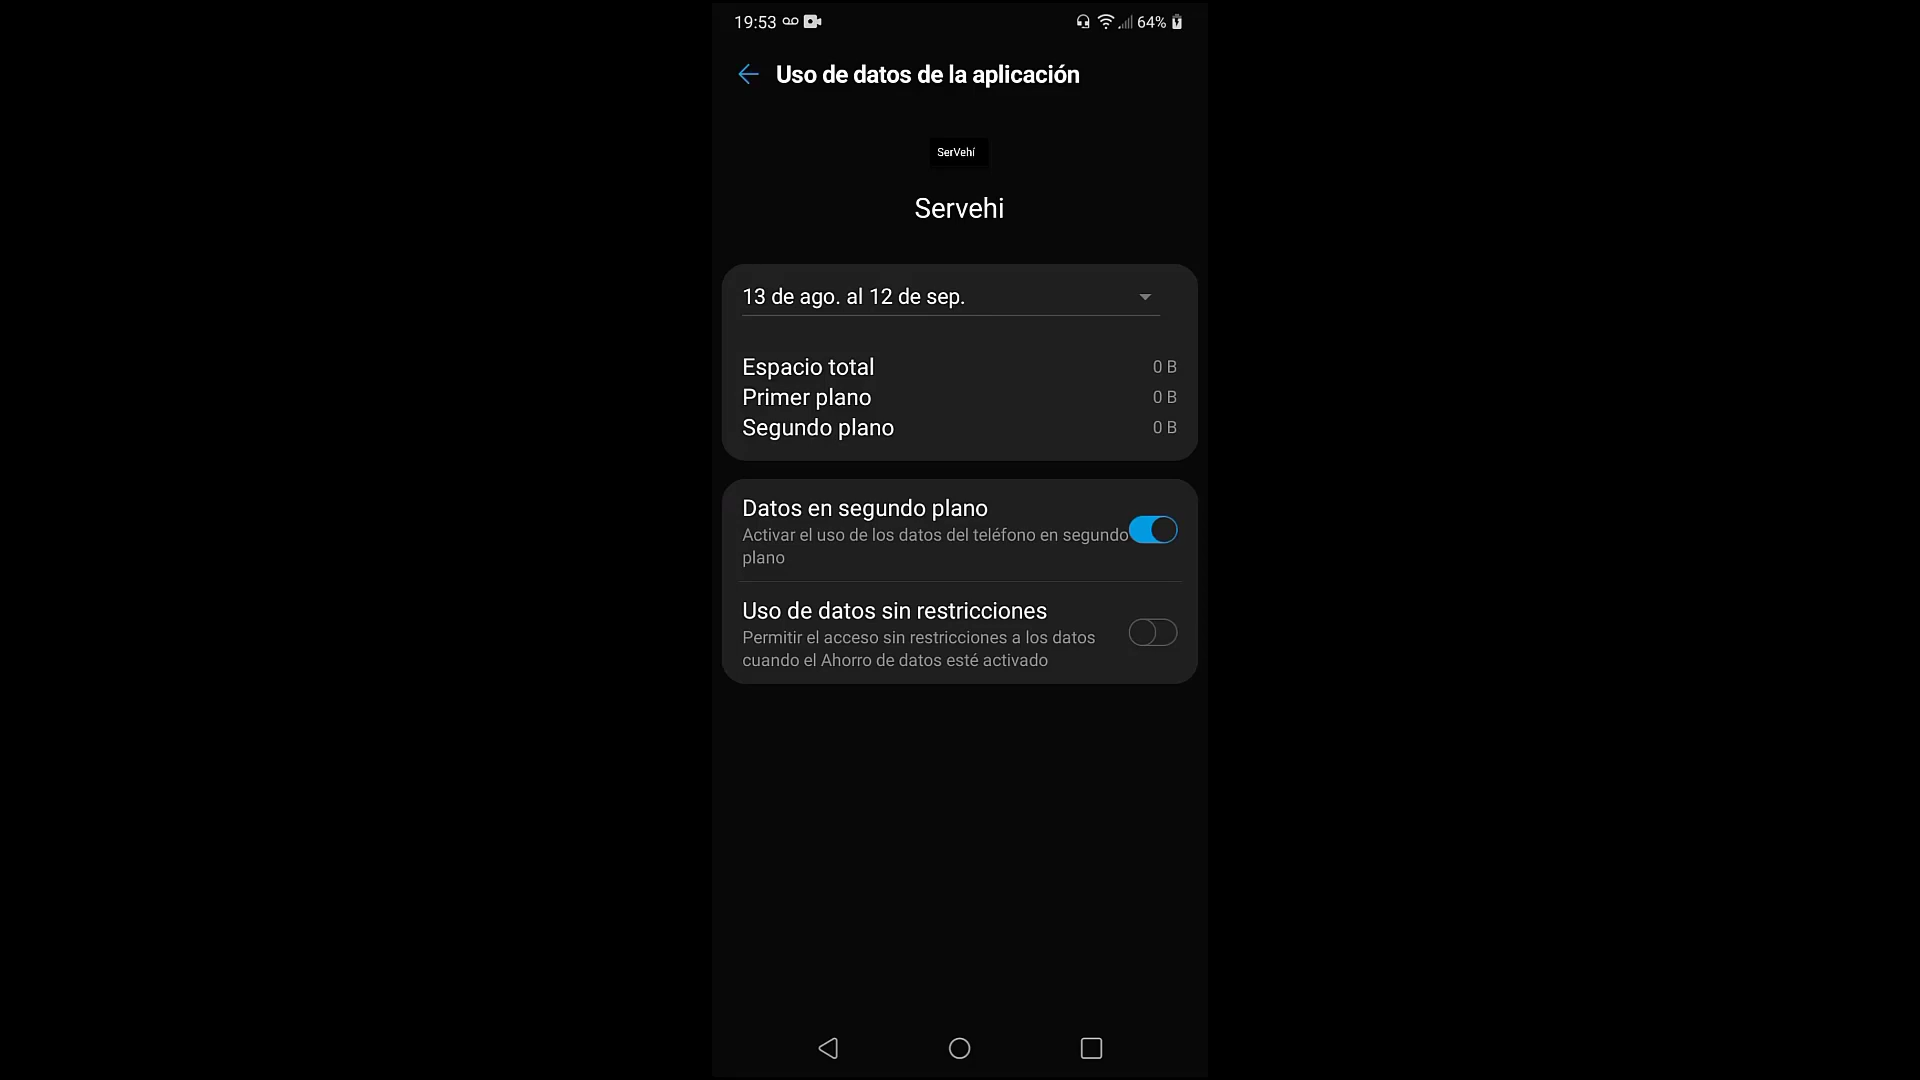 19:53
64%
Uso de datos de la aplicación
SerVehí
Servehi
13 de ago. al 12 de sep.
Espacio total 0 B
Primer plano 0 B
Segundo plano 0 B
Datos en segundo plano
Activar el uso de los datos del teléfono en segundo
plano
Uso de datos sin restricciones
Permitir el acceso sin restricciones a los datos
cuando el Ahorro de datos esté activado